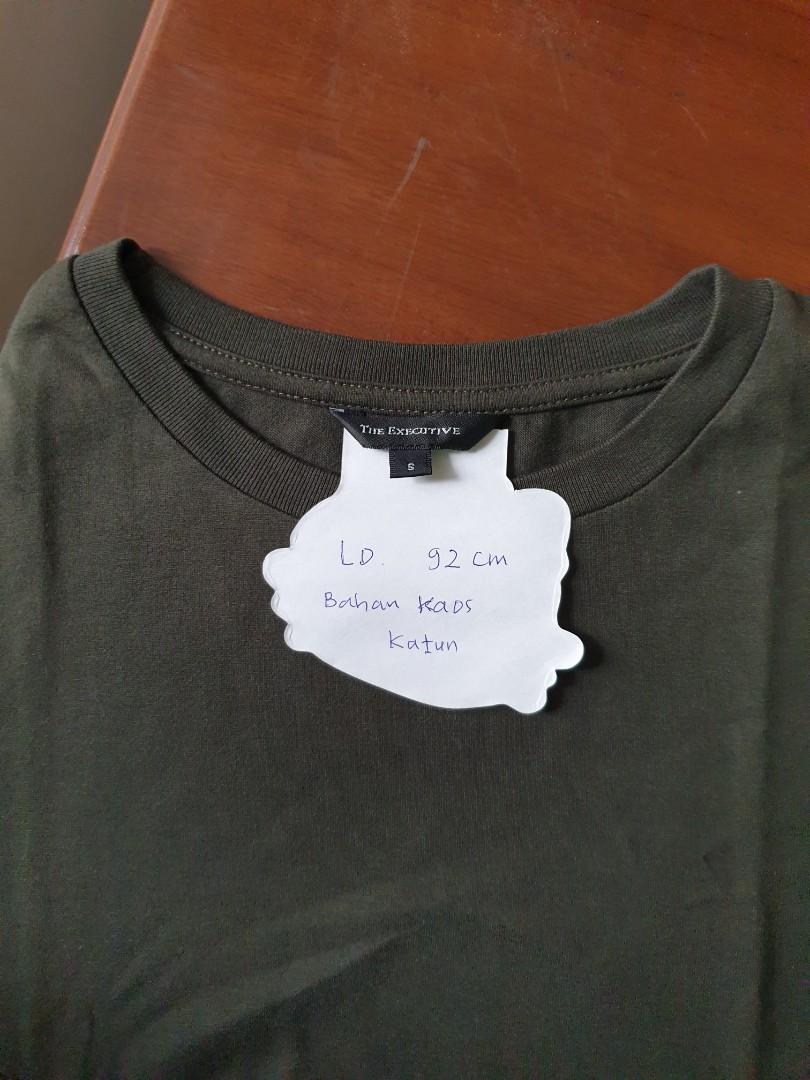 THE EXECUTIVE
S
LD. 92 cm
Bahan Kaos
Katun